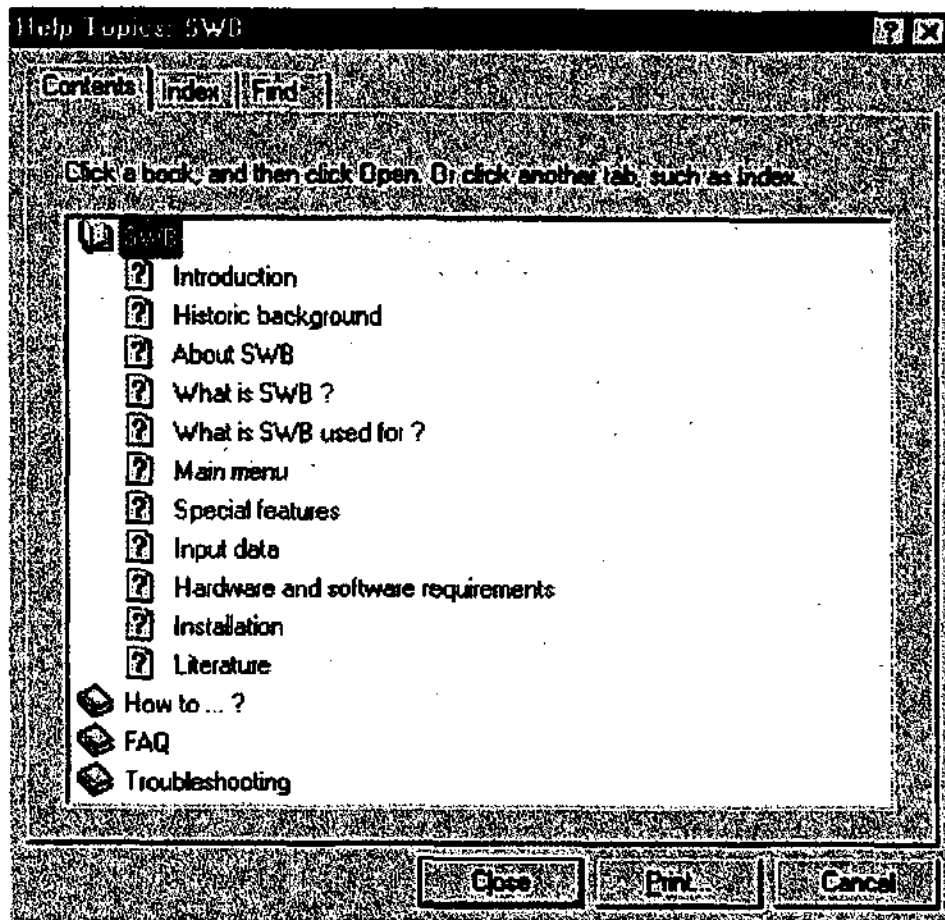 Help Topics: SWB
Contents Index Find
Click a book, and then click Open. Or click another tab, such as Index.
SWB
Introduction
Historic background
About SWB
What is SWB ?
What is SWB used for ?
Main menu
Special features
Input data
Hardware and software requirements
Installation
Literature
How to ... ?
FAQ
Troubleshooting
Close Print... Cancel